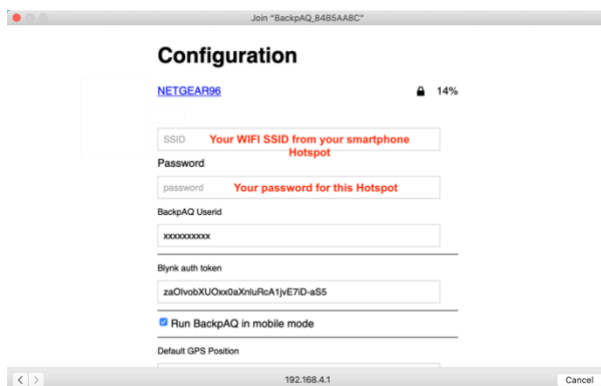 Join "BackpAQ_84B5AA8C"
Configuration
NETGEAR96 14%
SSID Your WIFI SSID from your smartphone
Hotspot
Password
password Your password for this Hotspot
BackpAQ Userid
xxxxxxxxxx
Blynk auth token
zaOlvobXUOxx0aXnluRcA1jvE7iD-aS5
Run BackpAQ in mobile mode
Default GPS Position
192.168.4.1
Cancel